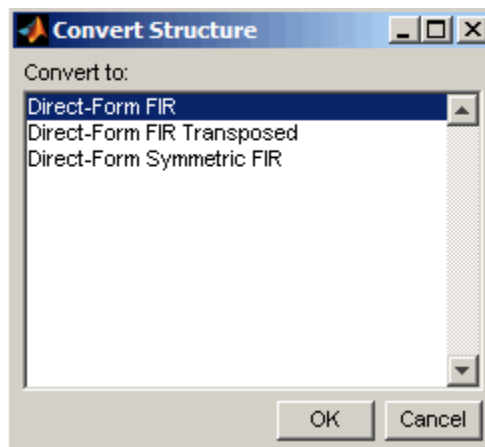 Convert Structure
Convert to:
Direct-Form FIR
Direct-Form FIR Transposed
Direct-Form Symmetric FIR
OK Cancel